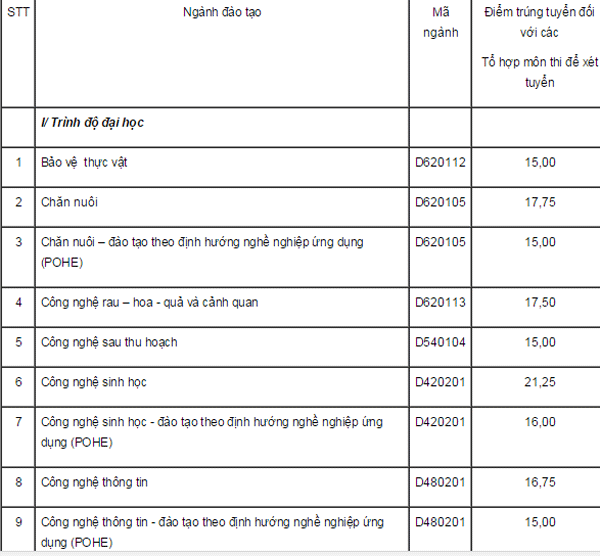 STT Ngành đào tạo Mã ngành Điểm trúng tuyển đối với các Tổ hợp môn thi để xét tuyển
I/ Trình độ đại học
1 Bảo vệ thực vật D620112 15,00
2 Chăn nuôi D620105 17,75
3 Chăn nuôi – đào tạo theo định hướng nghề nghiệp ứng dụng (POHE) D620105 15,00
4 Công nghệ rau – hoa - quả và cảnh quan D620113 17,50
5 Công nghệ sau thu hoạch D540104 15,00
6 Công nghệ sinh học D420201 21,25
7 Công nghệ sinh học - đào tạo theo định hướng nghề nghiệp ứng dụng (POHE) D420201 16,00
8 Công nghệ thông tin D480201 16,75
9 Công nghệ thông tin - đào tạo theo định hướng nghề nghiệp ứng dụng (POHE) D480201 15,00